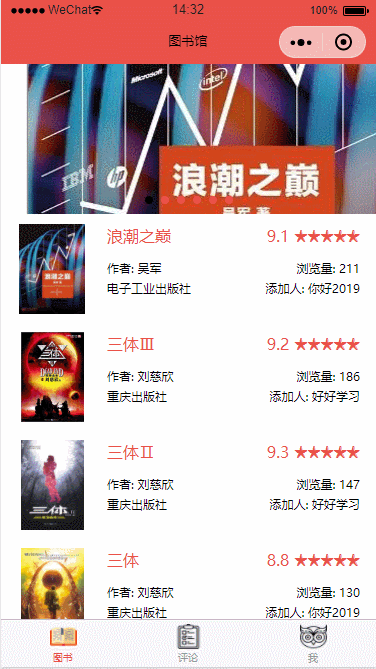 WeChat 14:32 100%
图书馆
Microsoft
intel
IBM
hp
浪潮之巅
吴军 著
浪潮之巅
浪潮之巅 9.1 ★★★★★
作者: 吴军 浏览量: 211
电子工业出版社 添加人: 你好2019
三体Ⅲ 9.2 ★★★★★
作者: 刘慈欣 浏览量: 186
重庆出版社 添加人: 好好学习
三体
三体Ⅱ 9.3 ★★★★★
作者: 刘慈欣 浏览量: 147
重庆出版社 添加人: 好好学习
三体 8.8 ★★★★★
作者: 刘慈欣 浏览量: 130
重庆出版社 添加人: 你好2019
图书 评论 我